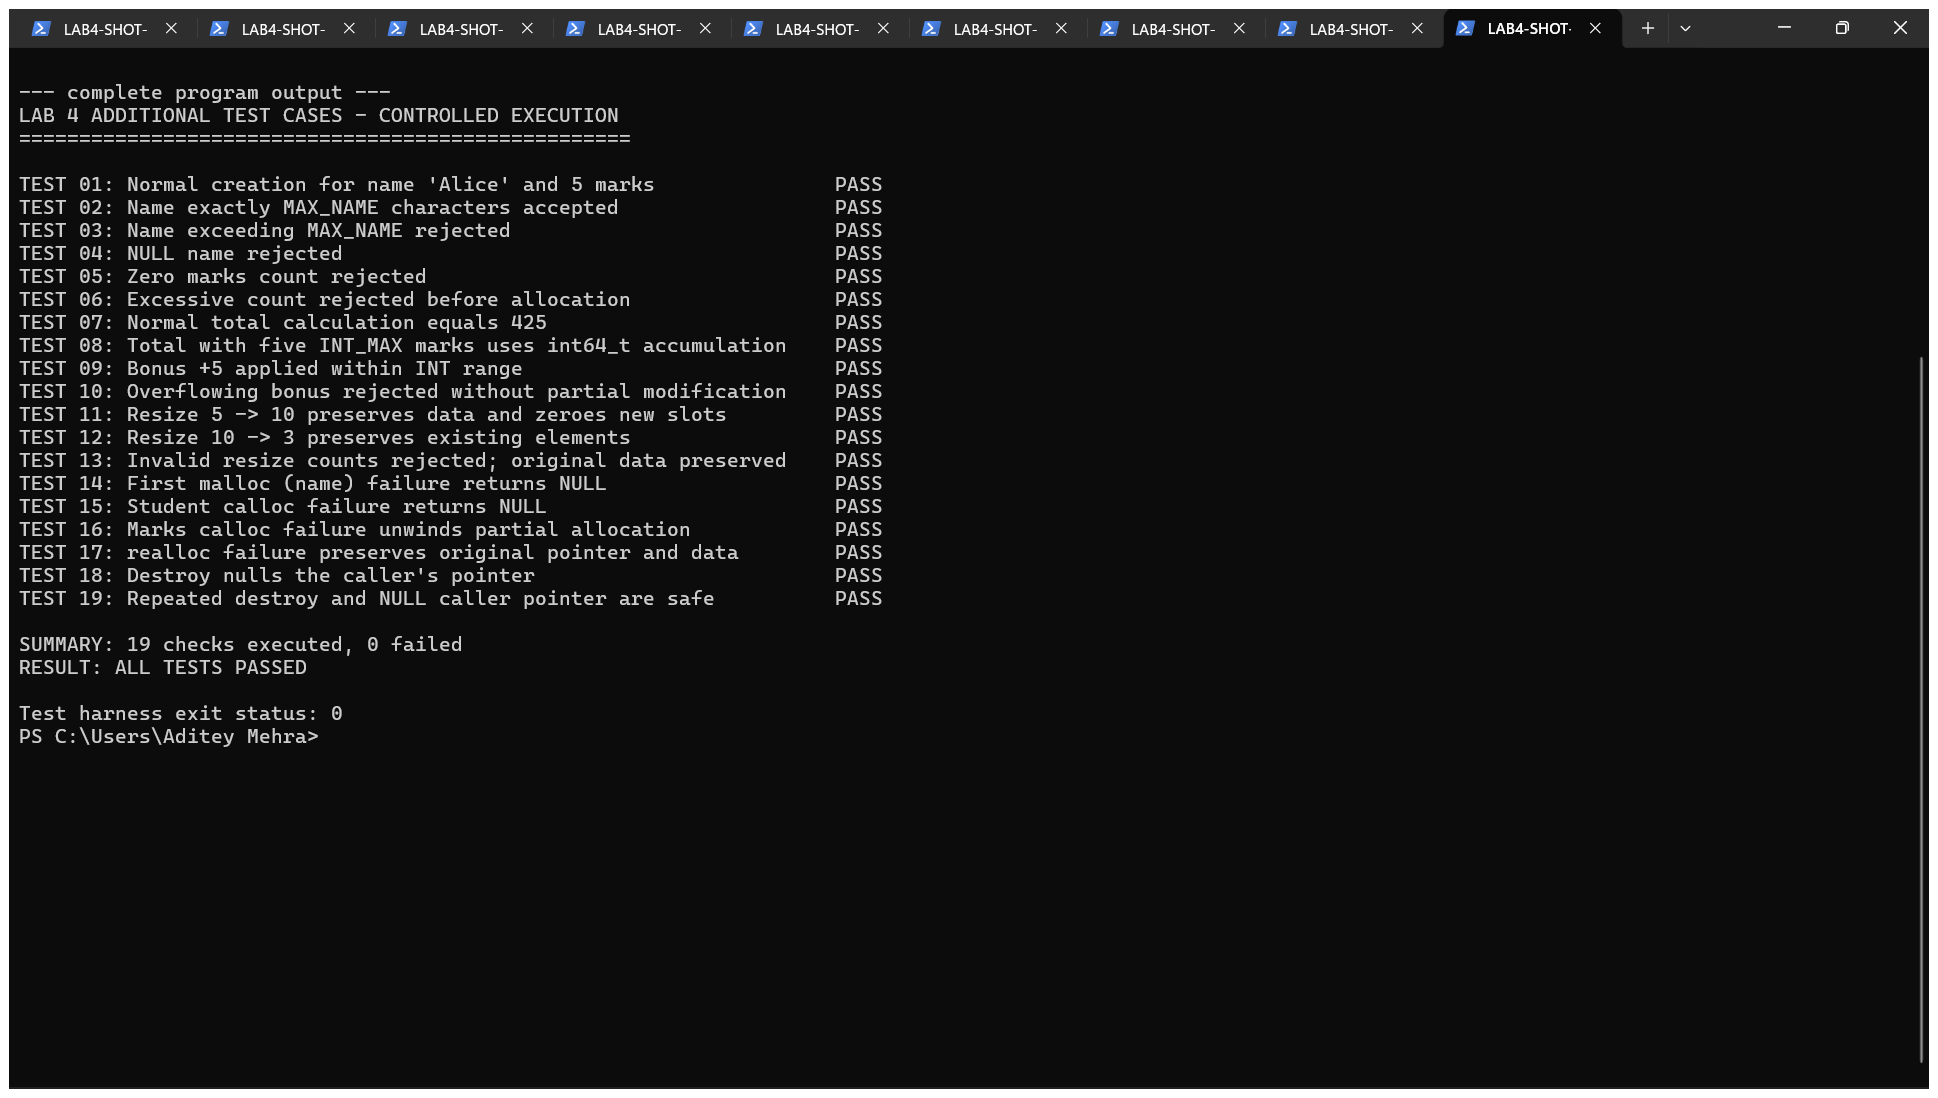 LAB4-SHOT- LAB4-SHOT- LAB4-SHOT- LAB4-SHOT- LAB4-SHOT- LAB4-SHOT- LAB4-SHOT- LAB4-SHOT- LAB4-SHOT-
--- complete program output ---
LAB 4 ADDITIONAL TEST CASES - CONTROLLED EXECUTION
===================================================
TEST 01: Normal creation for name 'Alice' and 5 marks PASS
TEST 02: Name exactly MAX_NAME characters accepted PASS
TEST 03: Name exceeding MAX_NAME rejected PASS
TEST 04: NULL name rejected PASS
TEST 05: Zero marks count rejected PASS
TEST 06: Excessive count rejected before allocation PASS
TEST 07: Normal total calculation equals 425 PASS
TEST 08: Total with five INT_MAX marks uses int64_t accumulation PASS
TEST 09: Bonus +5 applied within INT range PASS
TEST 10: Overflowing bonus rejected without partial modification PASS
TEST 11: Resize 5 -> 10 preserves data and zeroes new slots PASS
TEST 12: Resize 10 -> 3 preserves existing elements PASS
TEST 13: Invalid resize counts rejected; original data preserved PASS
TEST 14: First malloc (name) failure returns NULL PASS
TEST 15: Student calloc failure returns NULL PASS
TEST 16: Marks calloc failure unwinds partial allocation PASS
TEST 17: realloc failure preserves original pointer and data PASS
TEST 18: Destroy nulls the caller's pointer PASS
TEST 19: Repeated destroy and NULL caller pointer are safe PASS
SUMMARY: 19 checks executed, 0 failed
RESULT: ALL TESTS PASSED
Test harness exit status: 0
PS C:\Users\Aditey Mehra>